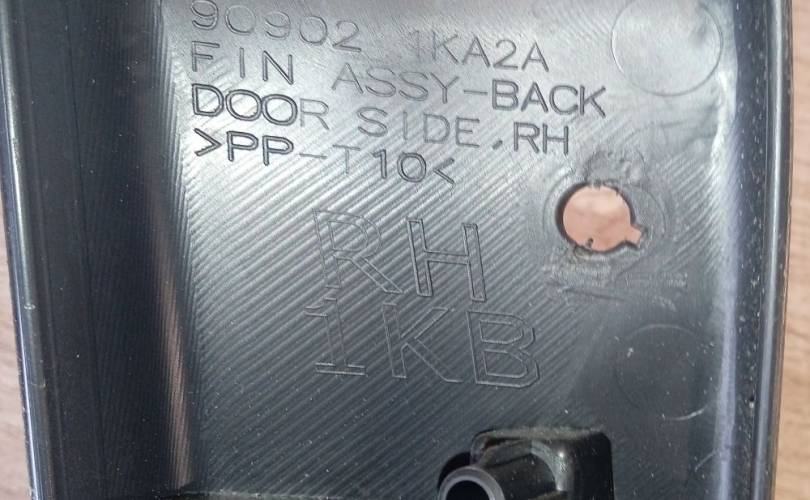 90902 1KA2A
FIN ASSY-BACK
DOOR SIDE,RH
>PP-T10<
RH
1KB